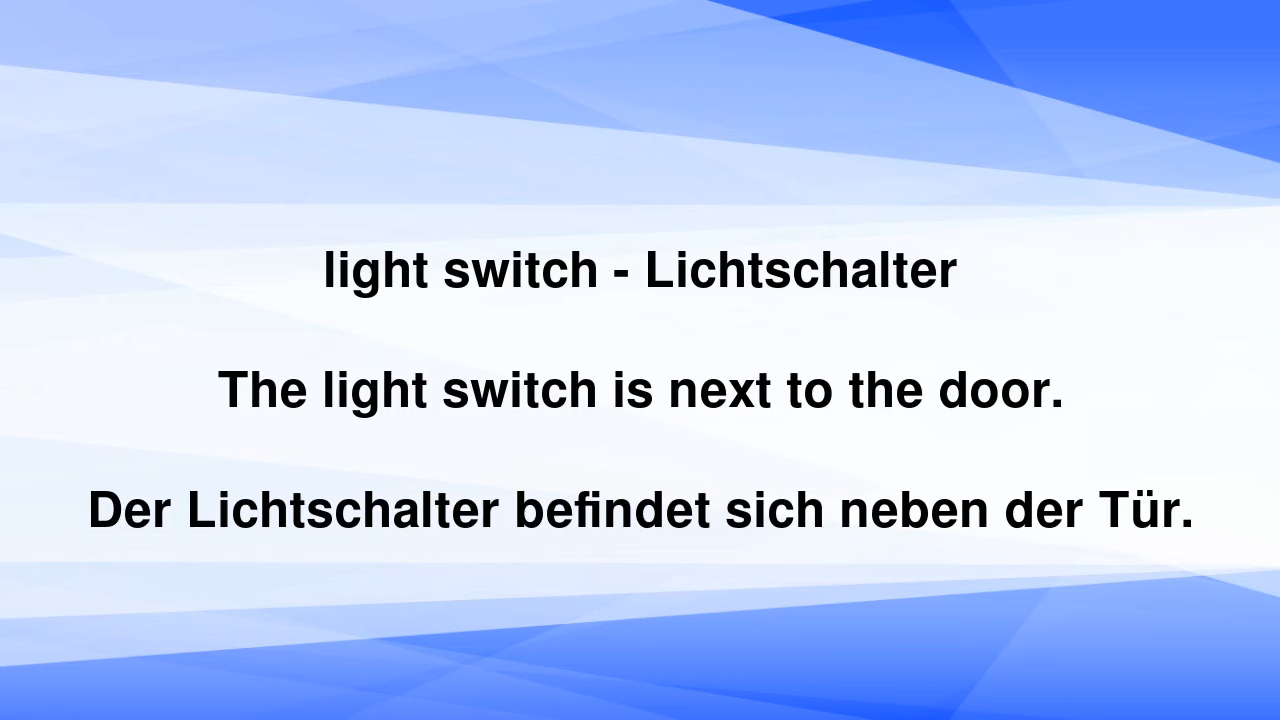 light switch - Lichtschalter
The light switch is next to the door.
Der Lichtschalter befindet sich neben der Tür.